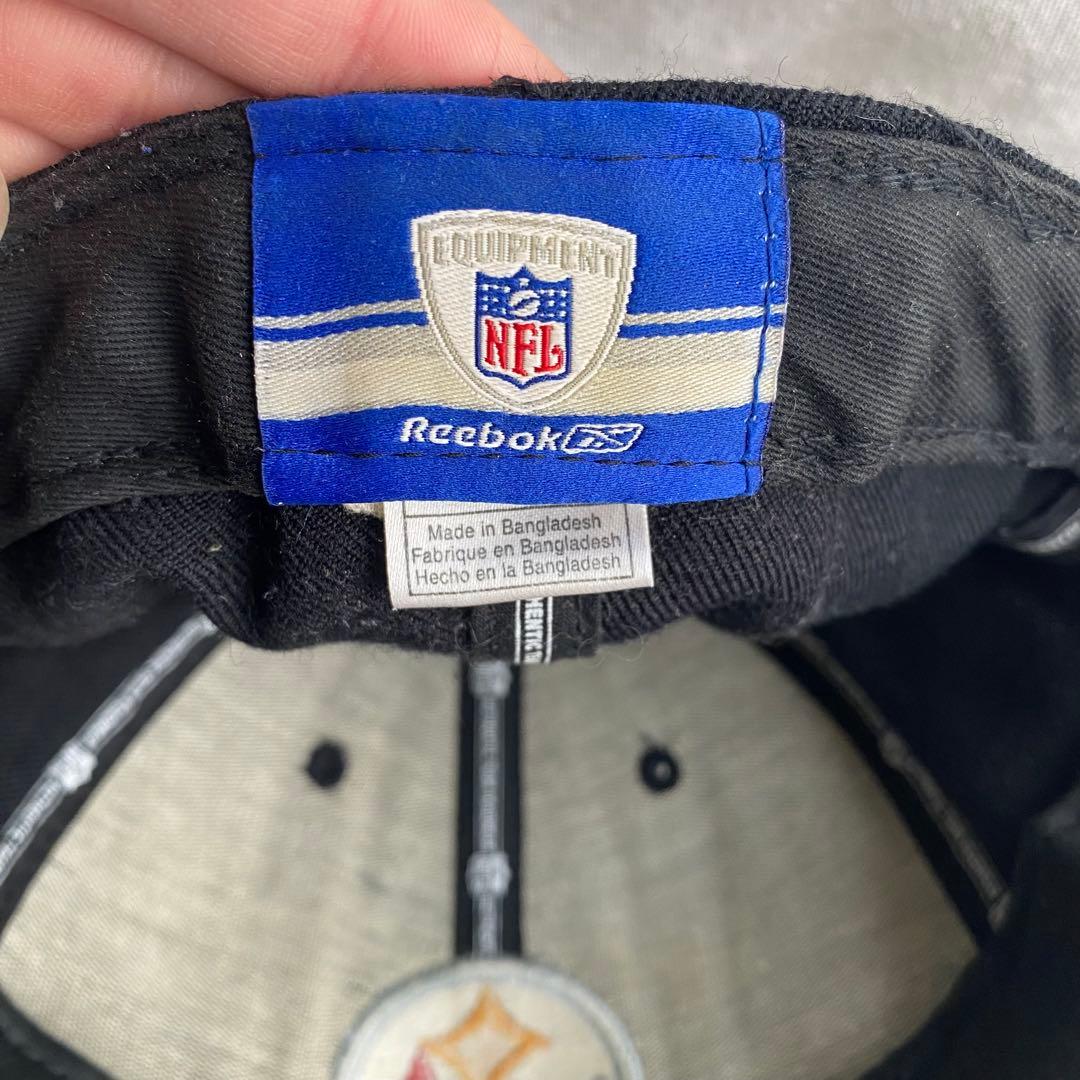 EQUIPMENT
NFL
Reebok
Made in Bangladesh
Fabrique en Bangladesh
Hecho en la Bangladesh